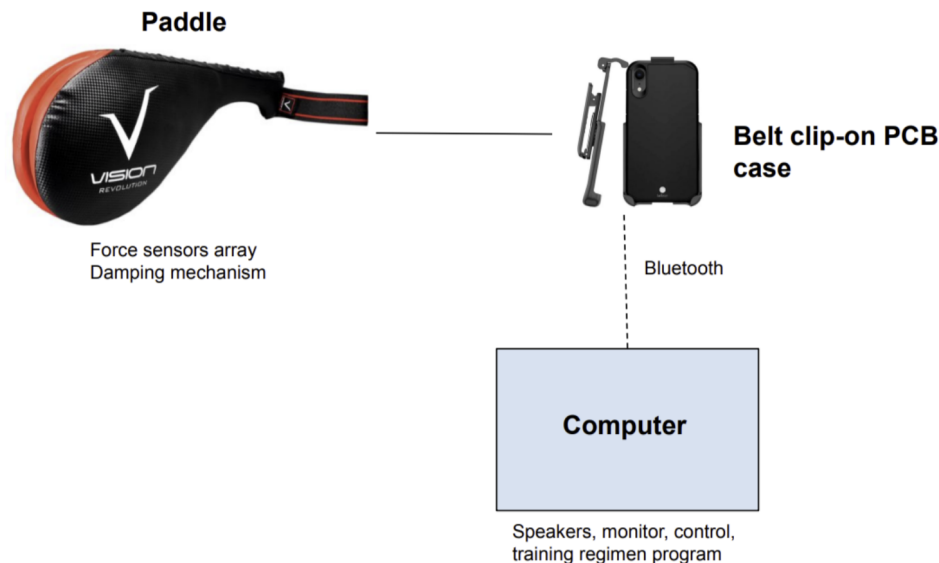 Paddle
VISION
REVOLUTION
Force sensors array
Damping mechanism
Belt clip-on PCB
case
Bluetooth
Computer
Speakers, monitor, control,
training regimen program